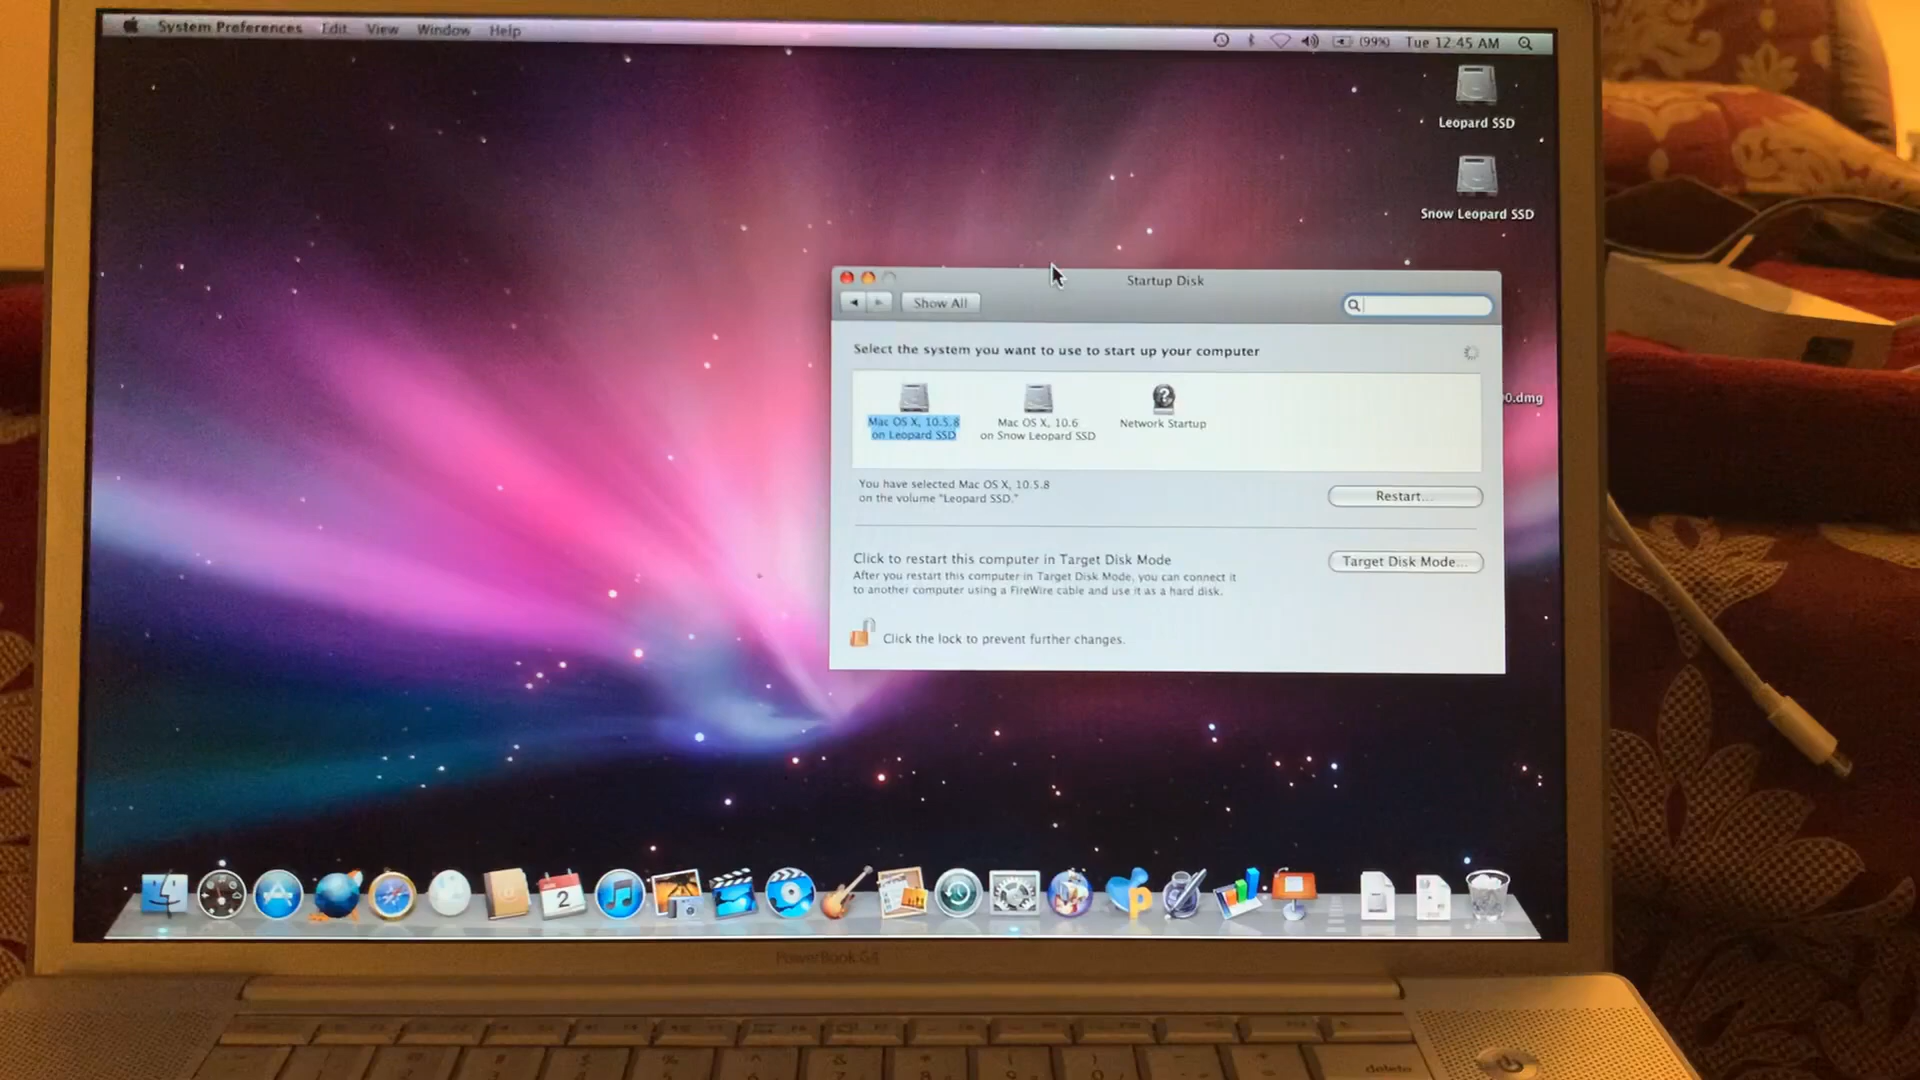 System Preferences Edit View Window Help
(99%) Tue 12:45 AM
Leopard SSD
Snow Leopard SSD
0.dmg
Startup Disk
Show All
Select the system you want to use to start up your computer
Mac OS X, 10.5.8
on Leopard SSD
Mac OS X, 10.6
on Snow Leopard SSD
Network Startup
You have selected Mac OS X, 10.5.8
on the volume "Leopard SSD."
Restart...
Click to restart this computer in Target Disk Mode
After you restart this computer in Target Disk Mode, you can connect it
to another computer using a FireWire cable and use it as a hard disk.
Target Disk Mode...
Click the lock to prevent further changes.
2
PowerBook G4
delete